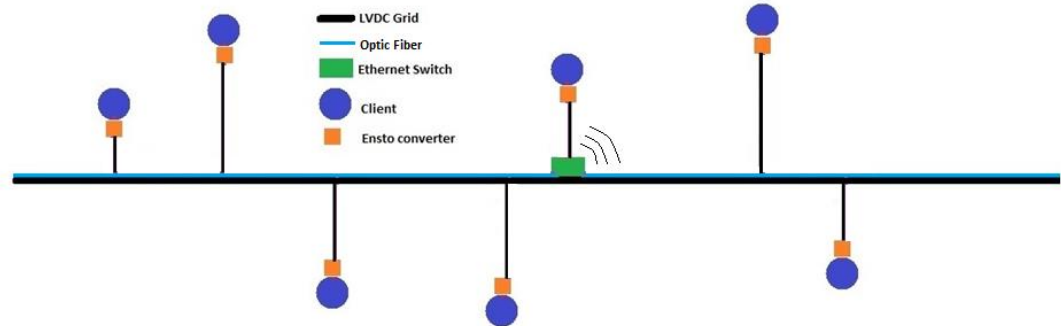 LVDC Grid
Optic Fiber
Ethernet Switch
Client
Ensto converter